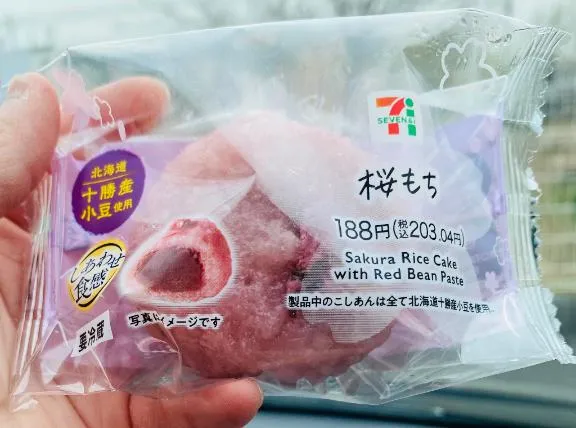 SEVEN&i
北海道
十勝産
小豆使用
桜もち
188円(税込203.04円)
Sakura Rice Cake
with Red Bean Paste
しあわせ
食感
製品中のこしあんは全て北海道十勝産小豆を使用
写真はイメージです
要冷蔵